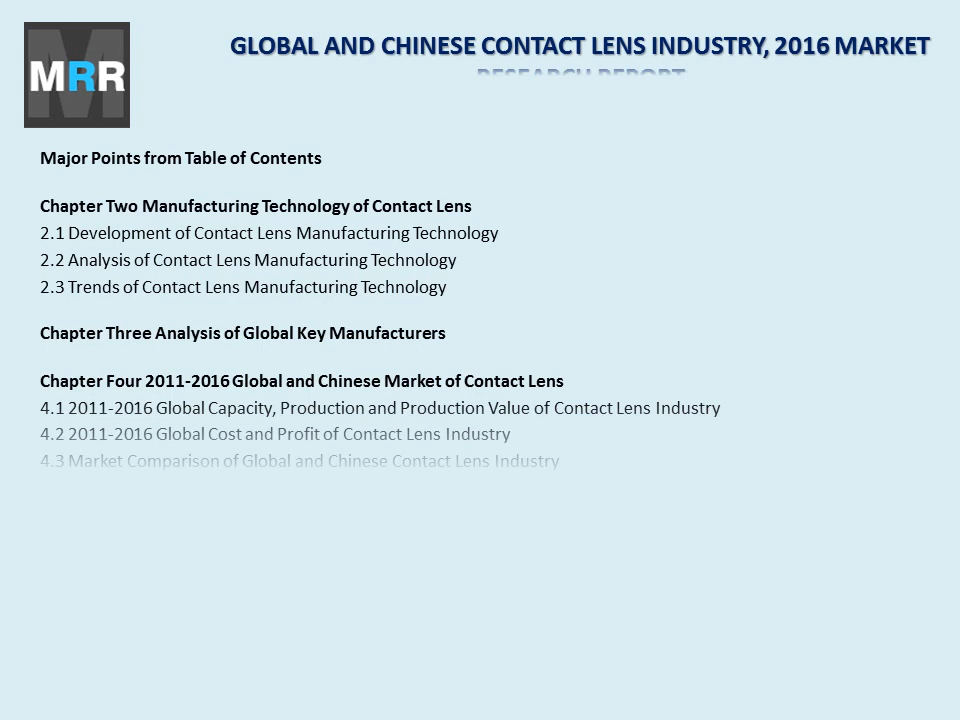 MRR
GLOBAL AND CHINESE CONTACT LENS INDUSTRY, 2016 MARKET
RESEARCH REPORT
Major Points from Table of Contents
Chapter Two Manufacturing Technology of Contact Lens
2.1 Development of Contact Lens Manufacturing Technology
2.2 Analysis of Contact Lens Manufacturing Technology
2.3 Trends of Contact Lens Manufacturing Technology
Chapter Three Analysis of Global Key Manufacturers
Chapter Four 2011-2016 Global and Chinese Market of Contact Lens
4.1 2011-2016 Global Capacity, Production and Production Value of Contact Lens Industry
4.2 2011-2016 Global Cost and Profit of Contact Lens Industry
4.3 Market Comparison of Global and Chinese Contact Lens Industry